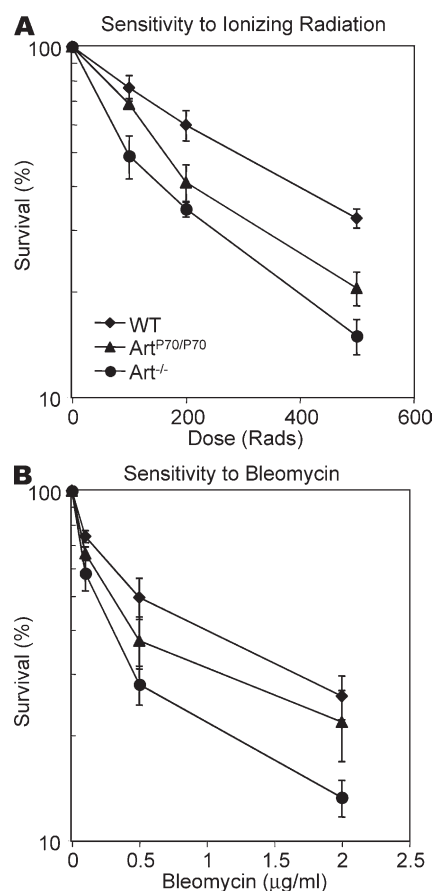 A Sensitivity to Ionizing Radiation
100
Survival (%)
WT
Art^P70/P70
Art^-/-
10
0 200 400 600
Dose (Rads)
B Sensitivity to Bleomycin
100
Survival (%)
10
0 0.5 1 1.5 2 2.5
Bleomycin (μg/ml)